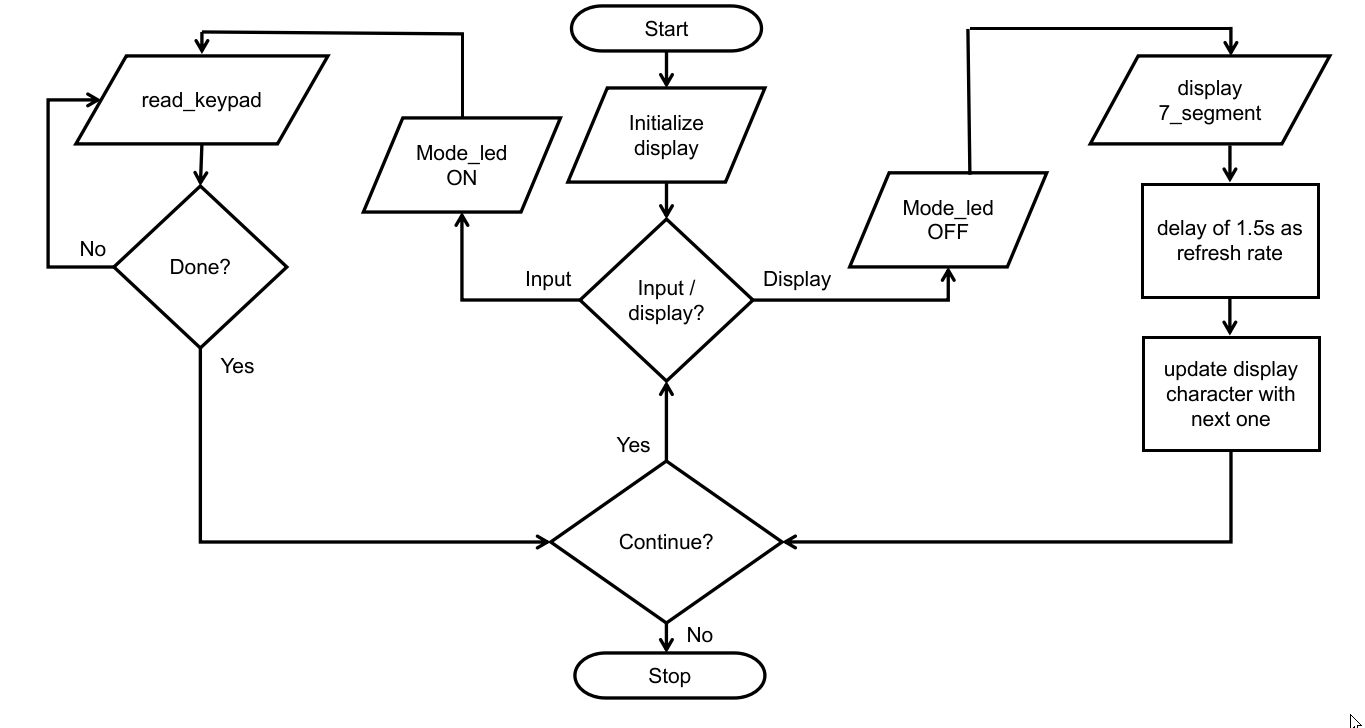 Start
Initialize
display
Input /
display?
Input
Display
Mode_led
ON
read_keypad
Done?
No
Yes
Mode_led
OFF
display
7_segment
delay of 1.5s as
refresh rate
update display
character with
next one
Continue?
Yes
No
Stop